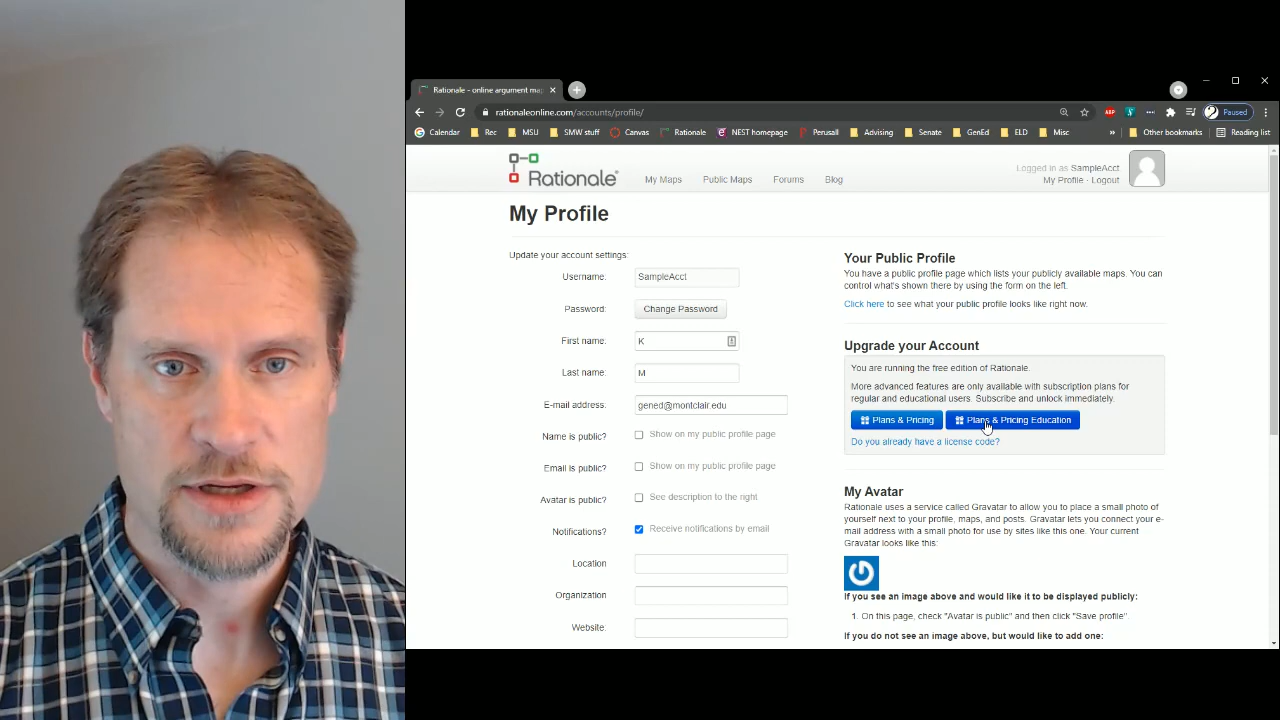 Rationale - online argument map
rationaleonline.com/accounts/profile/
Paused
Calendar Rec MSU SMW stuff Canvas Rationale NEST homepage Perusall Advising Senate GenEd ELD Misc » Other bookmarks Reading list
Rationale
My Maps Public Maps Forums Blog
Logged in as SampleAcct
My Profile · Logout
My Profile
Update your account settings:
Username: SampleAcct
Password: Change Password
First name: K
Last name: M
E-mail address: gened@montclair.edu
Name is public? Show on my public profile page
Email is public? Show on my public profile page
Avatar is public? See description to the right
Notifications? Receive notifications by email
Location
Organization
Website:
Your Public Profile
You have a public profile page which lists your publicly available maps. You can
control what's shown there by using the form on the left.
Click here to see what your public profile looks like right now.
Upgrade your Account
You are running the free edition of Rationale.
More advanced features are only available with subscription plans for
regular and educational users. Subscribe and unlock immediately.
Plans & Pricing Plans & Pricing Education
Do you already have a license code?
My Avatar
Rationale uses a service called Gravatar to allow you to place a small photo of
yourself next to your profile, maps, and posts. Gravatar lets you connect your e-
mail address with a small photo for use by sites like this one. Your current
Gravatar looks like this:
If you see an image above and would like it to be displayed publicly:
1. On this page, check "Avatar is public" and then click "Save profile".
If you do not see an image above, but would like to add one: